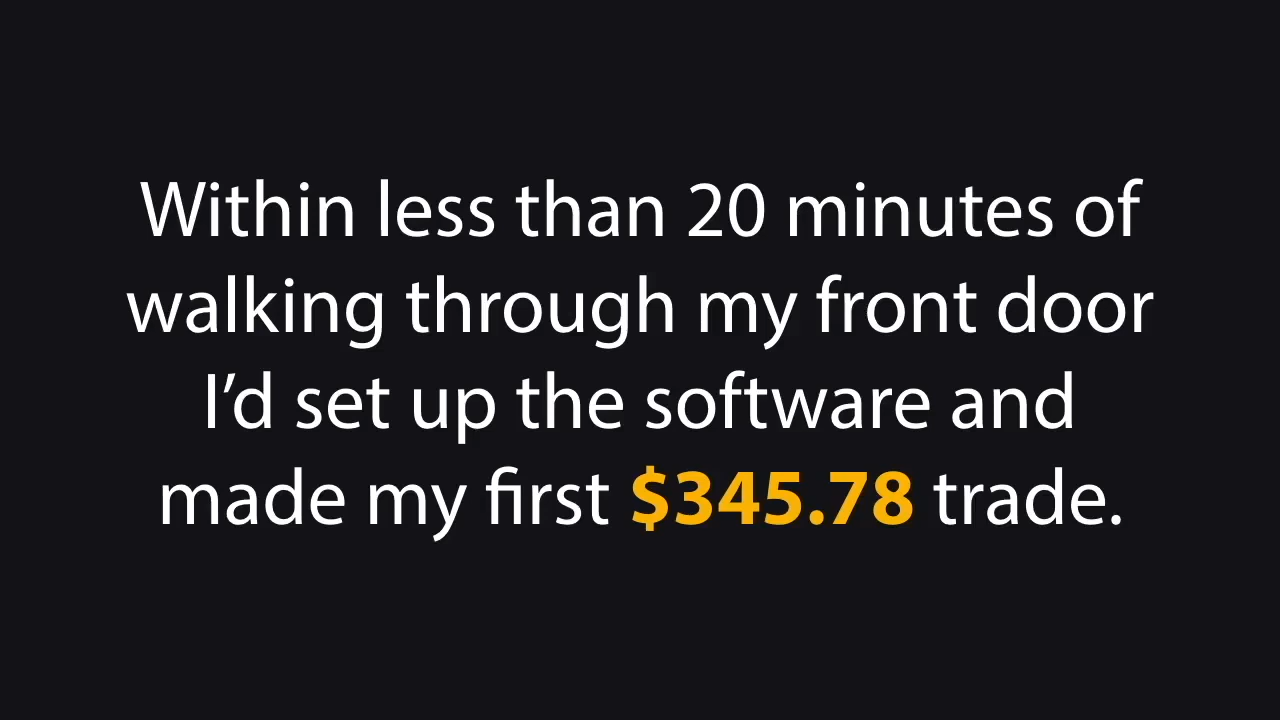 Within less than 20 minutes of
walking through my front door
I’d set up the software and
made my first $345.78 trade.